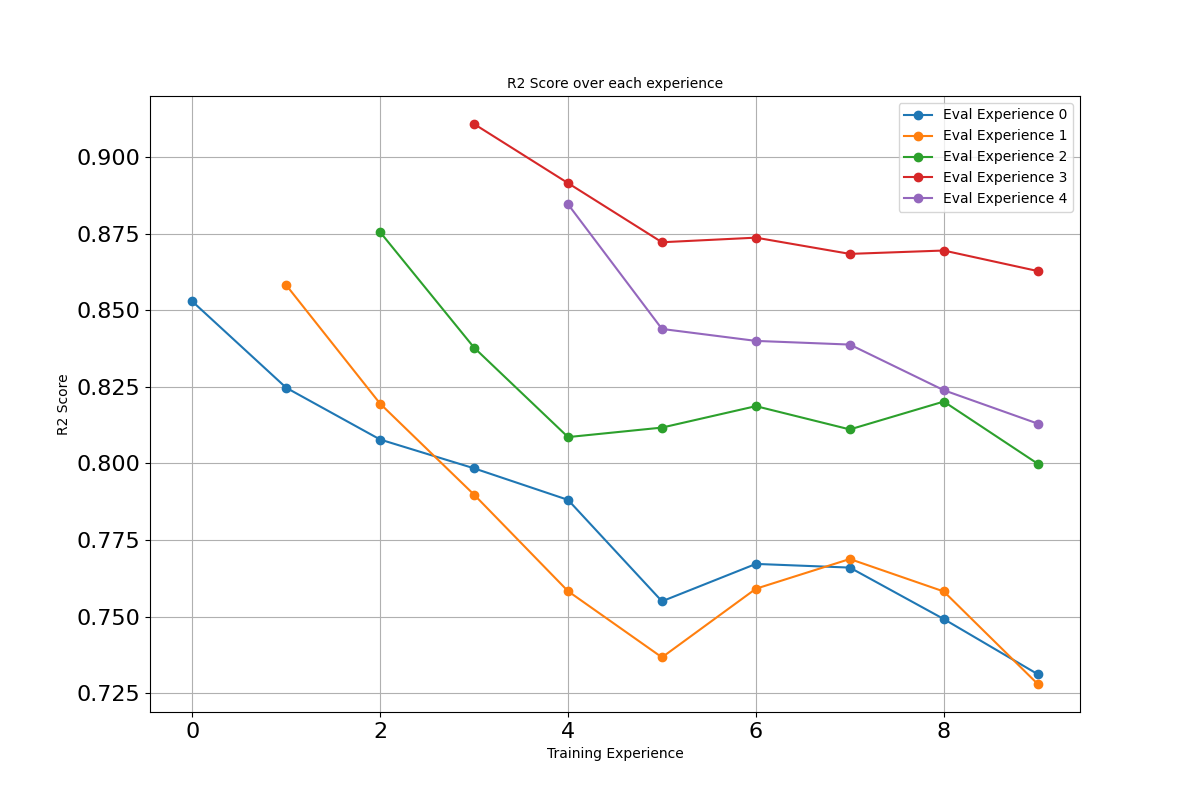 R2 Score over each experience
Eval Experience 0
Eval Experience 1
Eval Experience 2
Eval Experience 3
Eval Experience 4
0.900
0.875
0.850
0.825
0.800
0.775
0.750
0.725
R2 Score
0 2 4 6 8
Training Experience